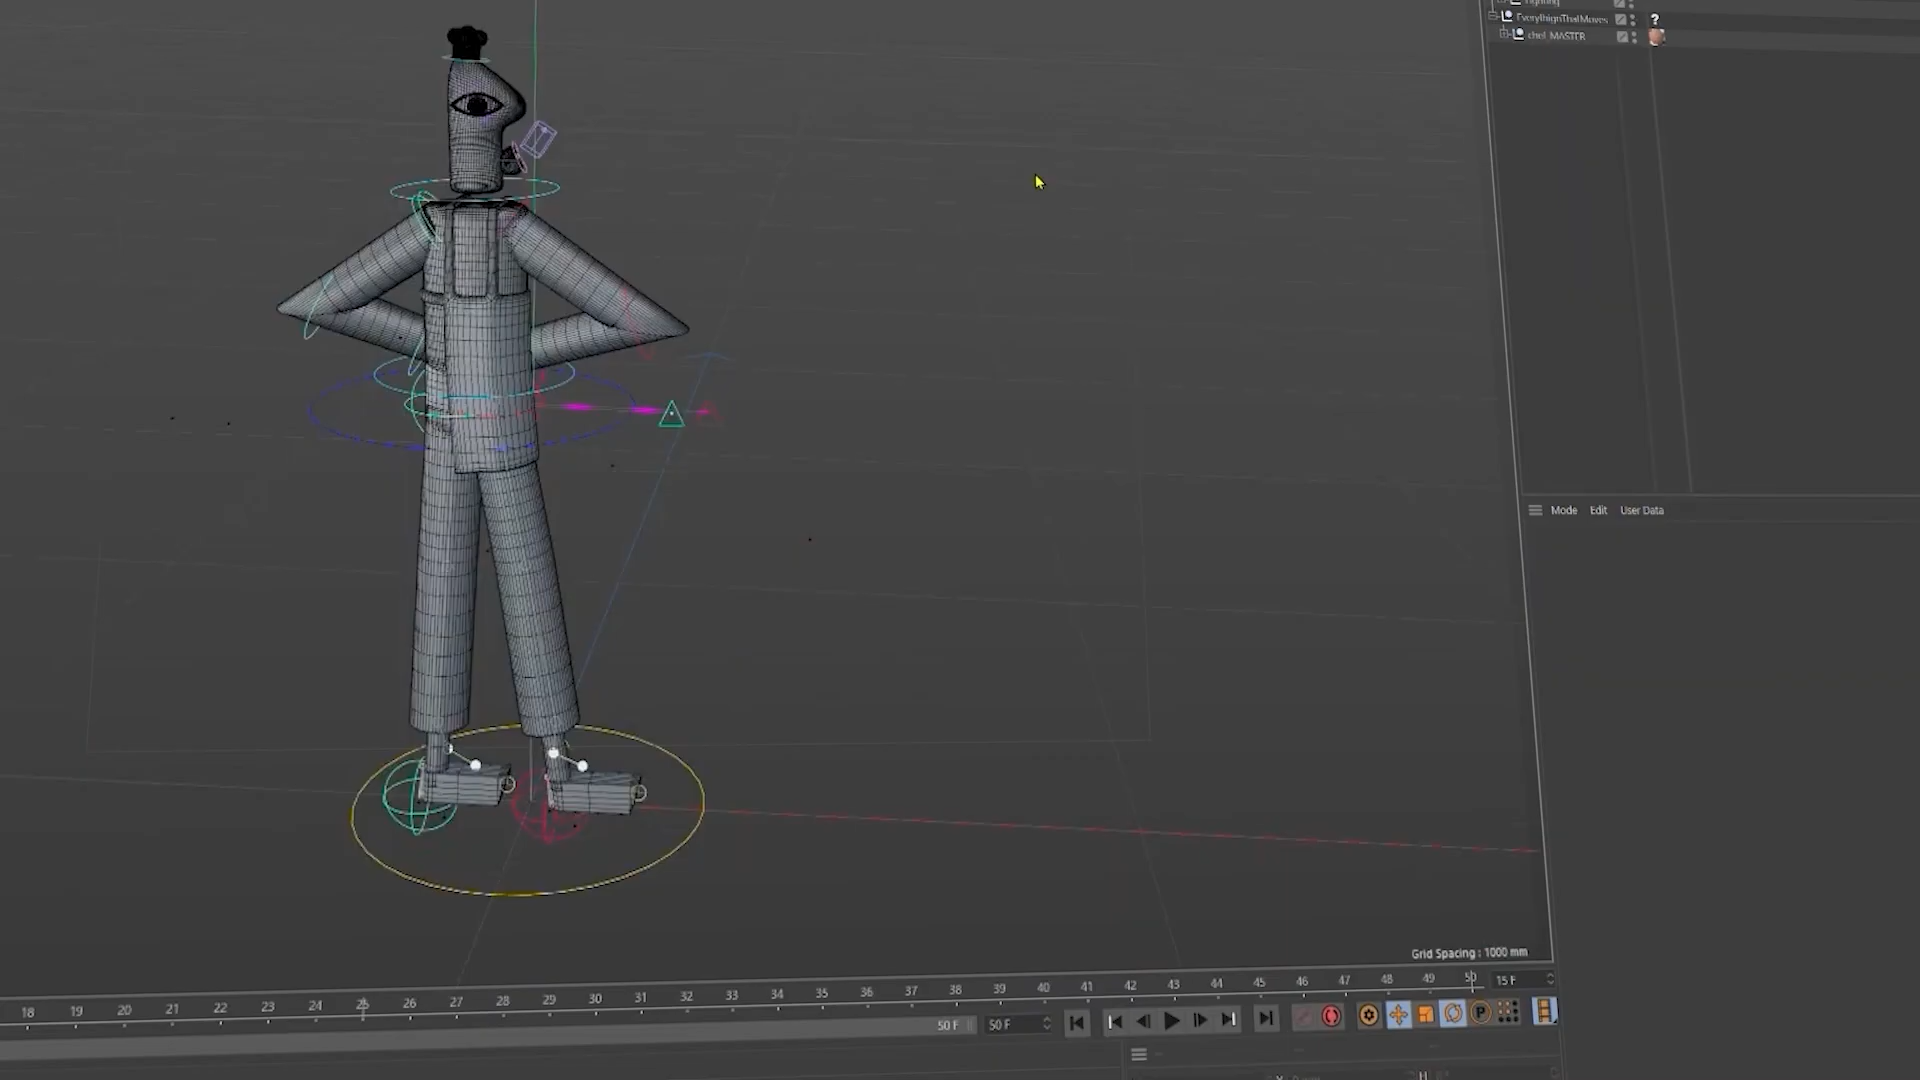 Lighting
EverythignThatMoves
?
chef_MASTER
Mode Edit User Data
Grid Spacing : 1000 mm
18 19 20 21 22 23 24 25 26 27 28 29 30 31 32 33 34 35 36 37 38 39 40 41 42 43 44 45 46 47 48 49 50 15 F
50 F 50 F P